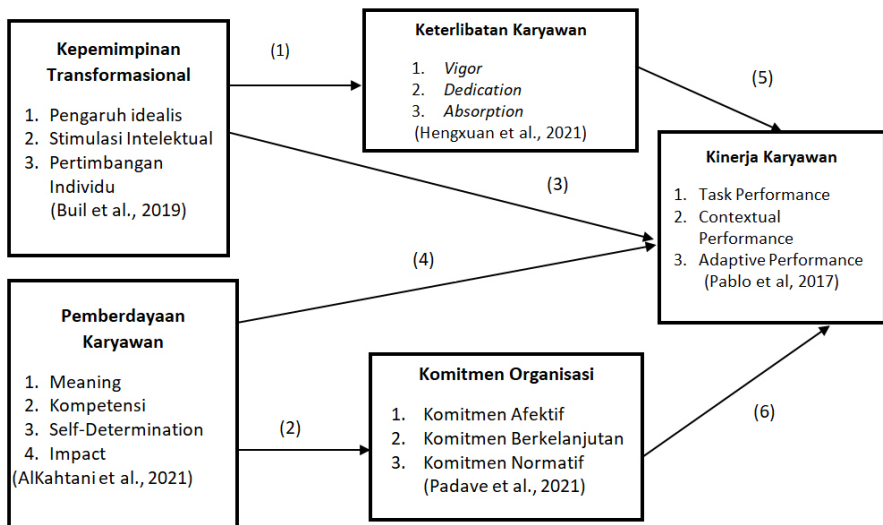 Kepemimpinan
Transformasional
1. Pengaruh idealis
2. Stimulasi Intelektual
3. Pertimbangan
Individu
(Buil et al., 2019)
(1)
Keterlibatan Karyawan
1. Vigor
2. Dedication
3. Absorption
(Hengxuan et al., 2021)
(5)
(3)
Kinerja Karyawan
1. Task Performance
2. Contextual
Performance
3. Adaptive Performance
(Pablo et al, 2017)
(4)
Pemberdayaan
Karyawan
1. Meaning
2. Kompetensi
3. Self-Determination
4. Impact
(AlKahtani et al., 2021)
(2)
Komitmen Organisasi
1. Komitmen Afektif
2. Komitmen Berkelanjutan
3. Komitmen Normatif
(Padave et al., 2021)
(6)